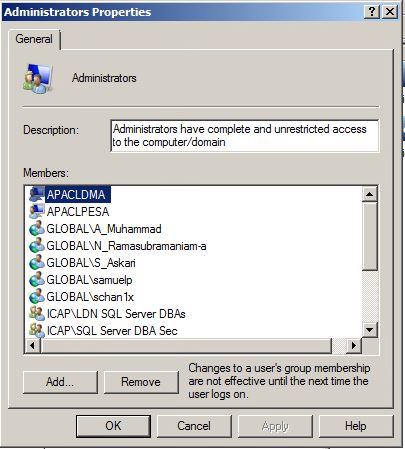 Administrators Properties
General
Administrators
Description:
Administrators have complete and unrestricted access
to the computer/domain
Members:
APACLDMA
APACLPESA
GLOBAL\A_Muhammad
GLOBAL\N_Ramasubramaniam-a
GLOBAL\S_Askari
GLOBAL\samuelp
GLOBAL\schan1x
ICAP\LDN SQL Server DBAs
ICAP\SQL Server DBA Sec
Add...
Remove
Changes to a user's group membership
are not effective until the next time the
user logs on.
OK
Cancel
Apply
Help